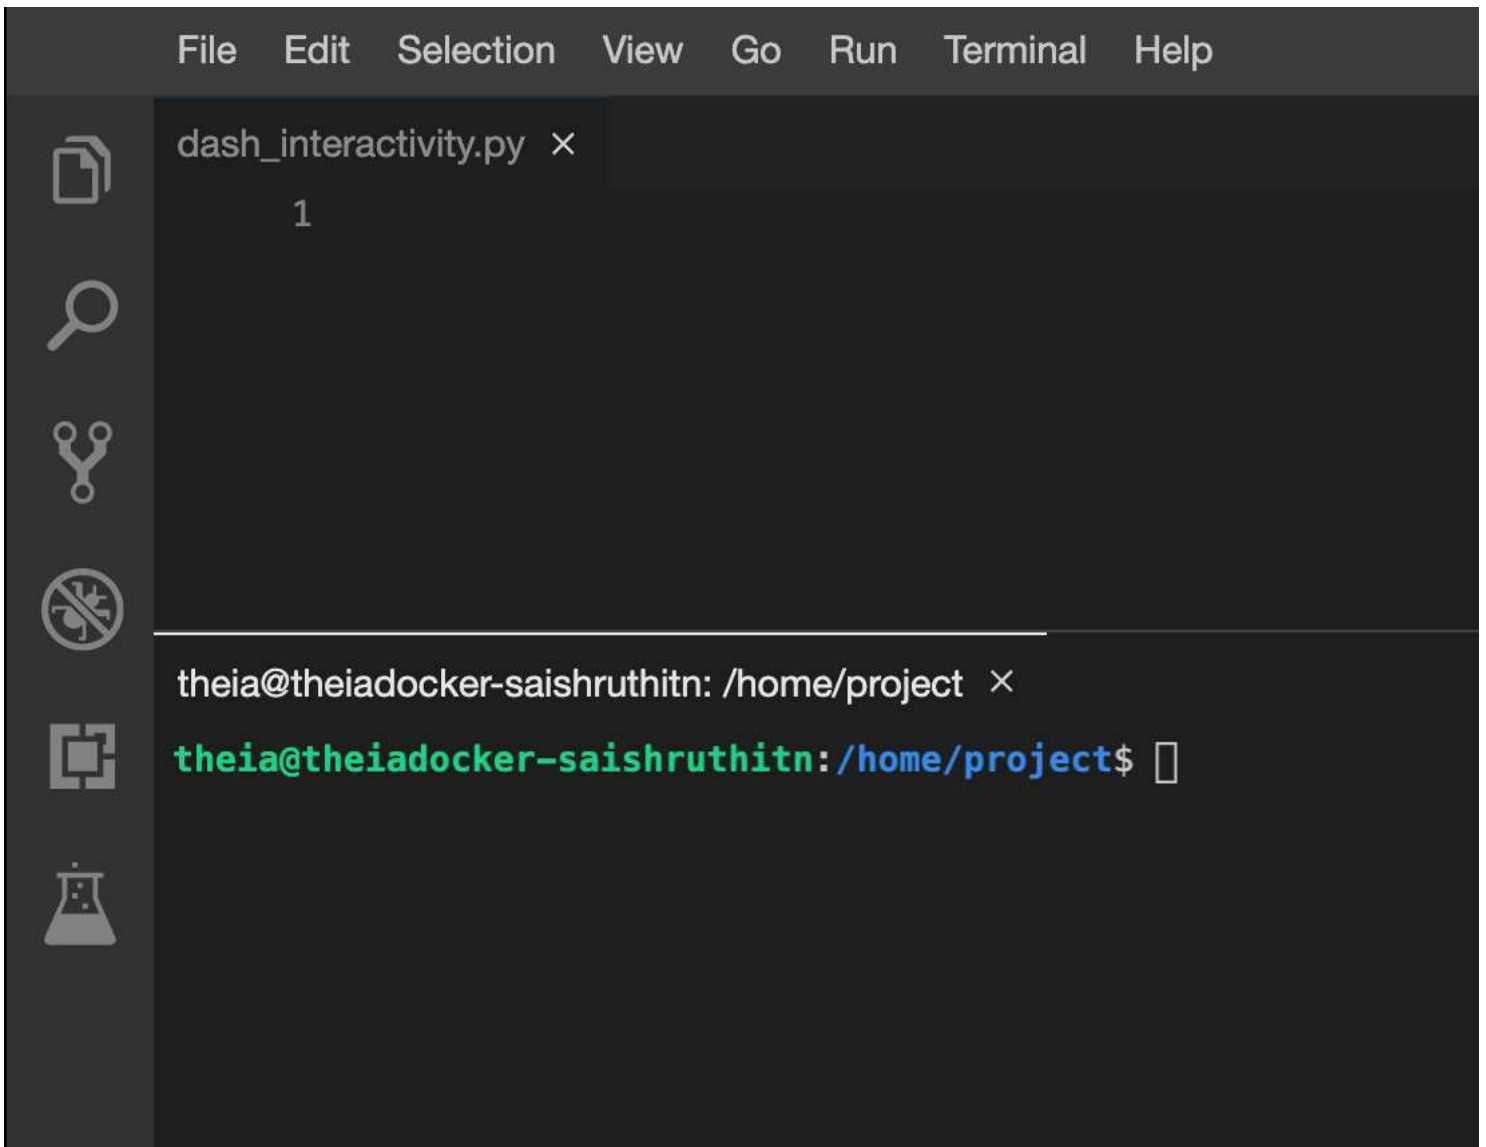 File Edit Selection View Go Run Terminal Help
dash_interactivity.py ×
1
theia@theiadocker-saishruthitn: /home/project ×
theia@theiadocker-saishruthitn:/home/project$